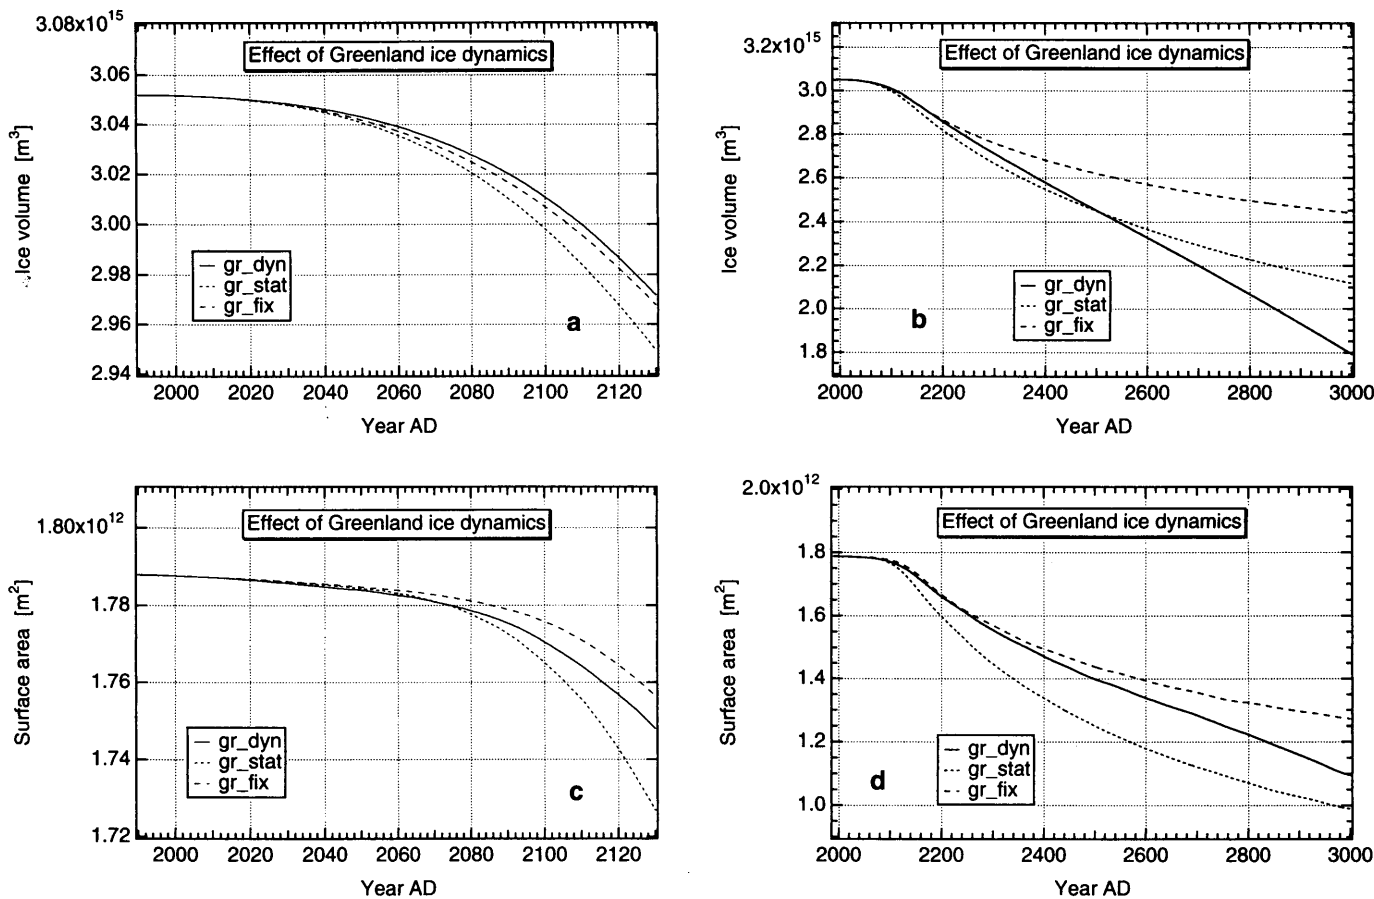 3.08x10^15
Effect of Greenland ice dynamics
3.06
3.04
3.02
3.00
2.98
2.96
2.94
Ice volume [m^3]
gr_dyn
gr_stat
gr_fix
a
2000 2020 2040 2060 2080 2100 2120
Year AD
3.2x10^15
Effect of Greenland ice dynamics
3.0
2.8
2.6
2.4
2.2
2.0
1.8
Ice volume [m^3]
gr_dyn
gr_stat
gr_fix
b
2000 2200 2400 2600 2800 3000
Year AD
1.80x10^12
Effect of Greenland ice dynamics
1.78
1.76
1.74
1.72
Surface area [m^2]
gr_dyn
gr_stat
gr_fix
c
2000 2020 2040 2060 2080 2100 2120
Year AD
2.0x10^12
Effect of Greenland ice dynamics
1.8
1.6
1.4
1.2
1.0
Surface area [m^2]
gr_dyn
gr_stat
gr_fix
d
2000 2200 2400 2600 2800 3000
Year AD